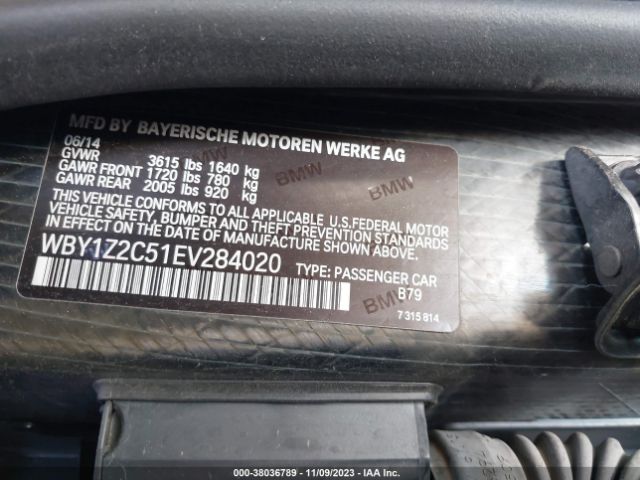 MFD BY BAYERISCHE MOTOREN WERKE AG
06/14
GVWR 3615 lbs 1640 kg
GAWR FRONT 1720 lbs 780 kg
GAWR REAR 2005 lbs 920 kg
THIS VEHICLE CONFORMS TO ALL APPLICABLE U.S.FEDERAL MOTOR
VEHICLE SAFETY, BUMPER AND THEFT PREVENTION STANDARDS
IN EFFECT ON THE DATE OF MANUFACTURE SHOWN ABOVE.
WBY1Z2C51EV284020
TYPE: PASSENGER CAR
B79
7 315 814
BMW
BMW
BMW
BMW
00-38036789 - 11/09/2023 - IAA Inc.